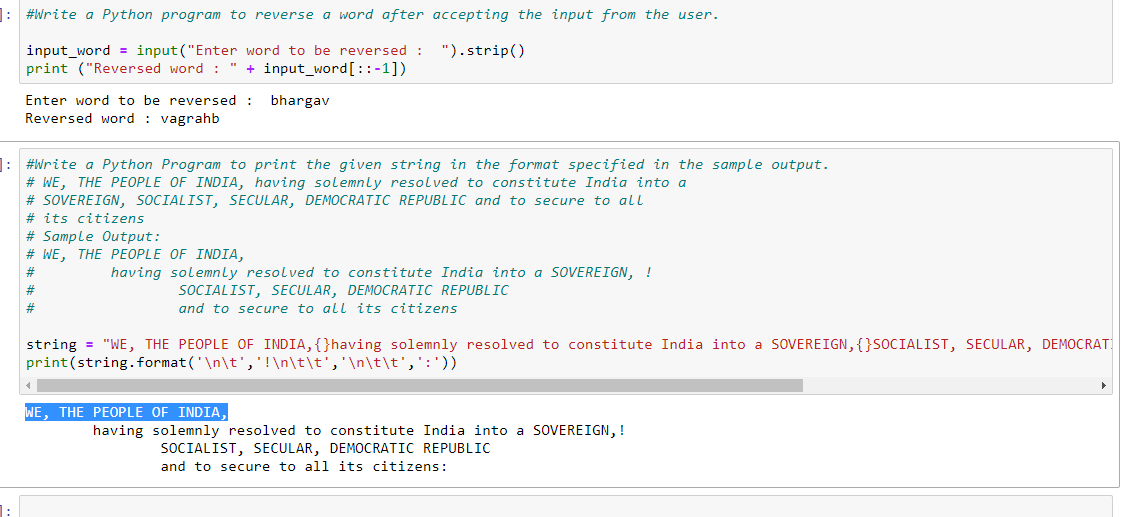 ]: #Write a Python program to reverse a word after accepting the input from the user.
input_word = input("Enter word to be reversed :  ").strip()
print ("Reversed word : " + input_word[::-1])
Enter word to be reversed :  bhargav
Reversed word : vagrahb
]: #Write a Python Program to print the given string in the format specified in the sample output.
# WE, THE PEOPLE OF INDIA, having solemnly resolved to constitute India into a
# SOVEREIGN, SOCIALIST, SECULAR, DEMOCRATIC REPUBLIC and to secure to all
# its citizens
# Sample Output:
# WE, THE PEOPLE OF INDIA,
#         having solemnly resolved to constitute India into a SOVEREIGN, !
#                 SOCIALIST, SECULAR, DEMOCRATIC REPUBLIC
#                 and to secure to all its citizens
string = "WE, THE PEOPLE OF INDIA,{}having solemnly resolved to constitute India into a SOVEREIGN,{}SOCIALIST, SECULAR, DEMOCRAT
print(string.format('\n\t','!\n\t\t','\n\t\t',':'))
WE, THE PEOPLE OF INDIA,
        having solemnly resolved to constitute India into a SOVEREIGN,!
                SOCIALIST, SECULAR, DEMOCRATIC REPUBLIC
                and to secure to all its citizens:
]: